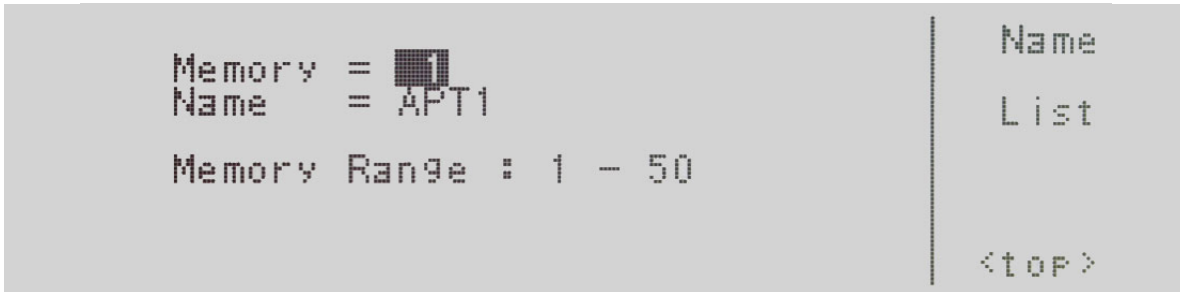 Memory = 1
Name = APT1
Memory Range : 1 - 50
Name
List
<top>